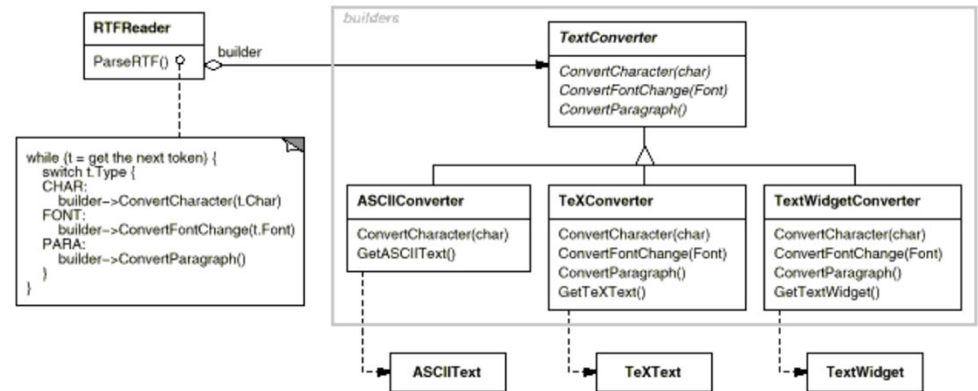 builders
RTFReader
ParseRTF()
builder
TextConverter
ConvertCharacter(char)
ConvertFontChange(Font)
ConvertParagraph()
while (t = get the next token) {
switch t.Type {
CHAR:
builder->ConvertCharacter(t.Char)
FONT:
builder->ConvertFontChange(t.Font)
PARA:
builder->ConvertParagraph()
}
}
ASCIIConverter
ConvertCharacter(char)
GetASCIIText()
TeXConverter
ConvertCharacter(char)
ConvertFontChange(Font)
ConvertParagraph()
GetTeXText()
TextWidgetConverter
ConvertCharacter(char)
ConvertFontChange(Font)
ConvertParagraph()
GetTextWidget()
ASCIIText
TeXText
TextWidget